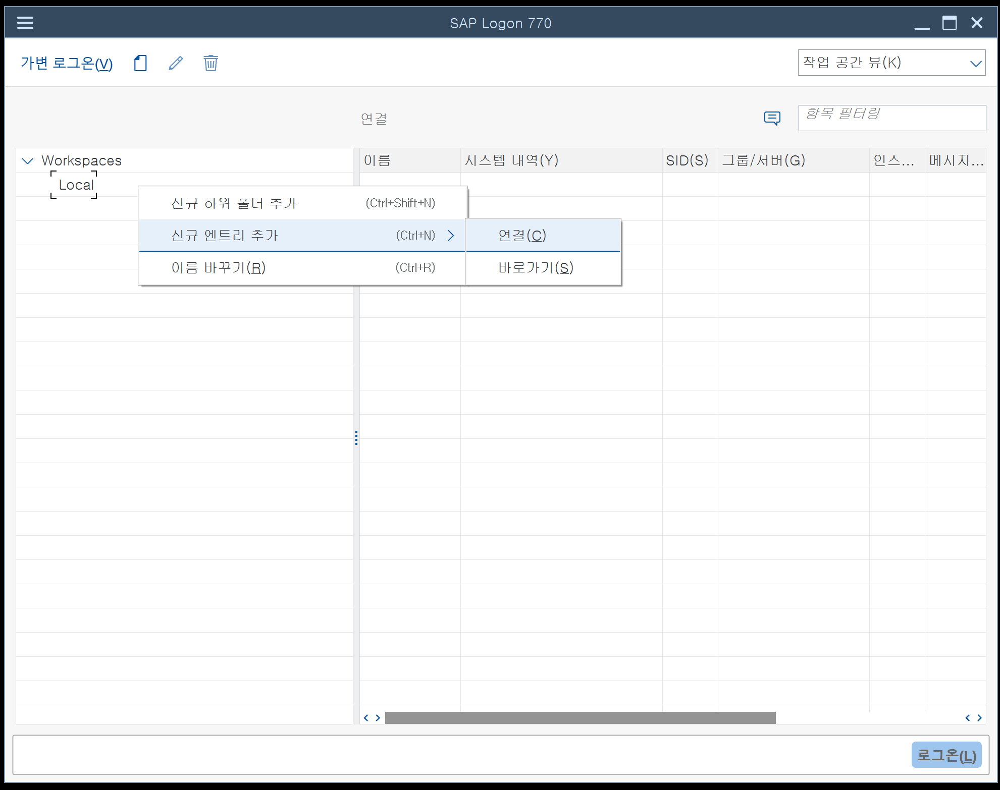 SAP Logon 770
가변 로그온(V)
작업 공간 뷰(K)
연결
항목 필터링
Workspaces
이름 시스템 내역(Y) SID(S) 그룹/서버(G) 인스... 메시지...
Local
신규 하위 폴더 추가 (Ctrl+Shift+N)
신규 엔트리 추가 (Ctrl+N)
연결(C)
이름 바꾸기(R) (Ctrl+R)
바로가기(S)
로그온(L)